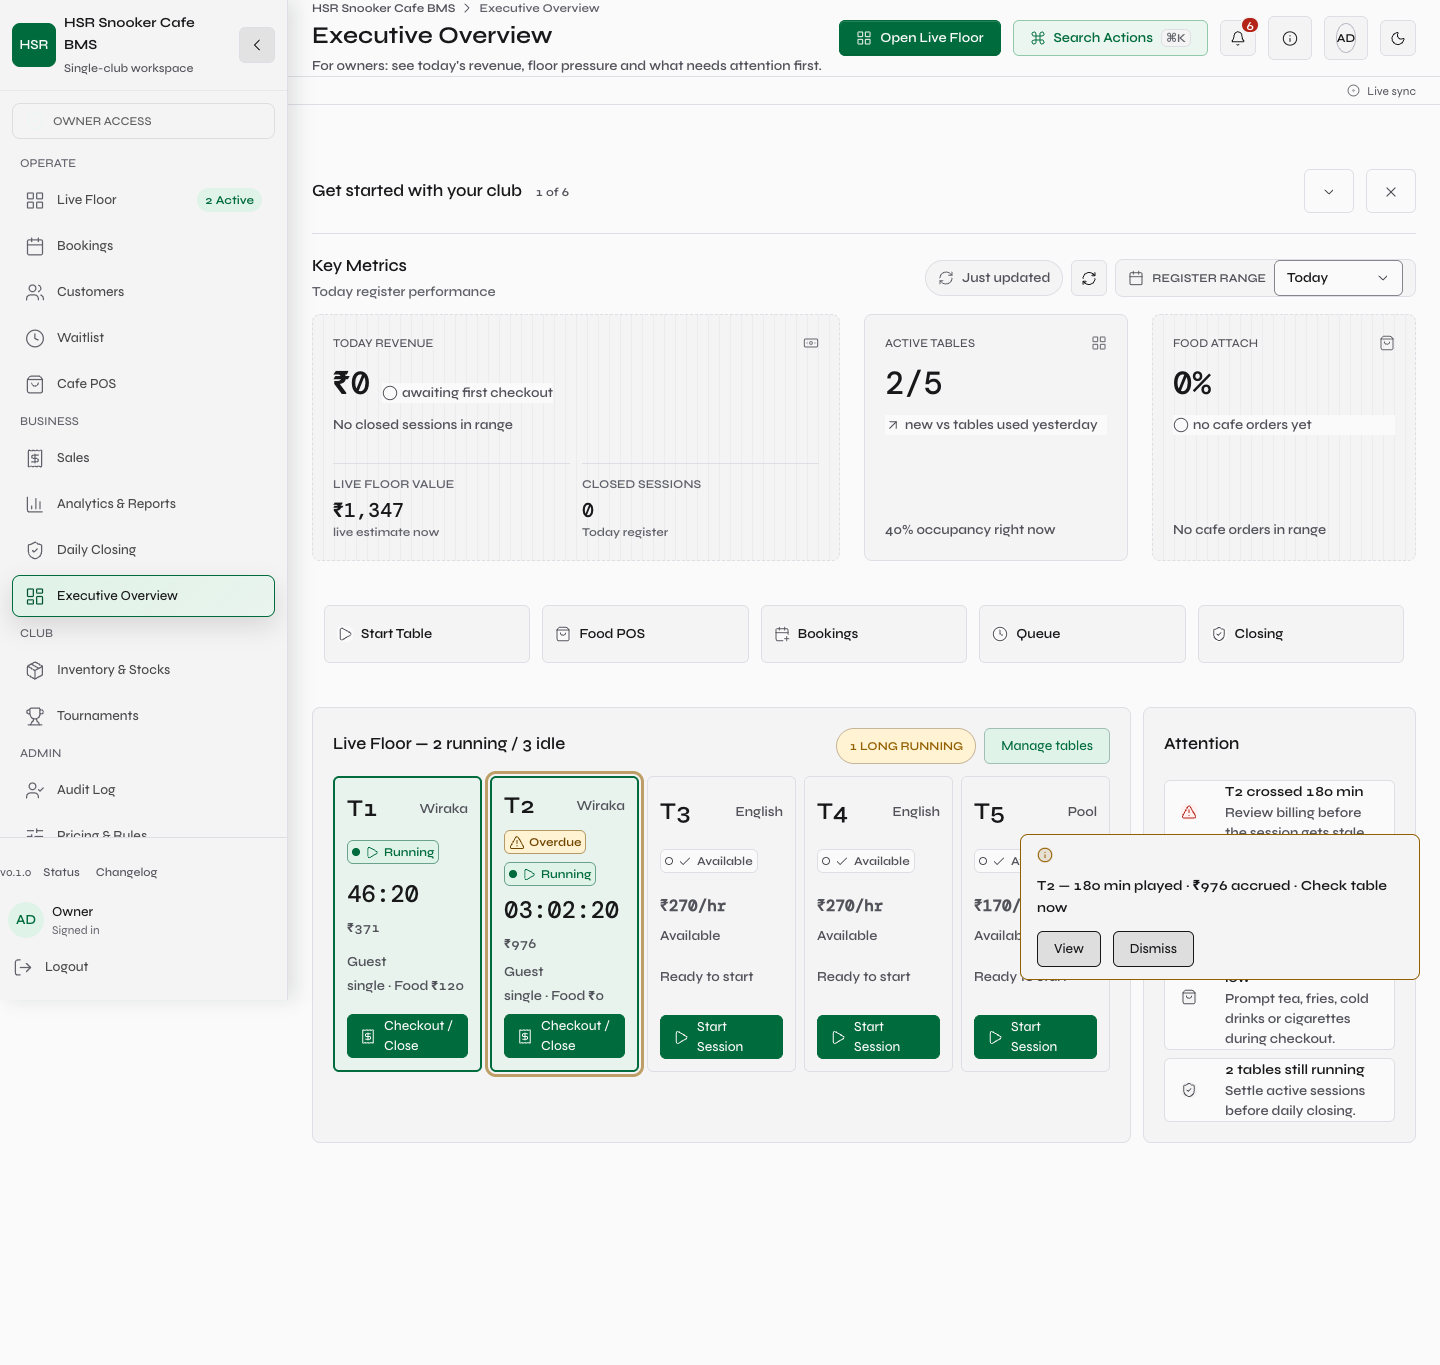 HSR
HSR Snooker Cafe
BMS
Single-club workspace
OWNER ACCESS
OPERATE
Live Floor
2 Active
Bookings
Customers
Waitlist
Cafe POS
BUSINESS
Sales
Analytics & Reports
Daily Closing
Executive Overview
CLUB
Inventory & Stocks
Tournaments
ADMIN
Audit Log
Pricing & Rules
v0.1.0 Status Changelog
AD
Owner
Signed in
Logout
HSR Snooker Cafe BMS > Executive Overview
Executive Overview
For owners: see today's revenue, floor pressure and what needs attention first.
Open Live Floor
Search Actions ⌘K
6
AD
Live sync
Get started with your club 1 of 6
Key Metrics
Today register performance
Just updated
REGISTER RANGE
Today
TODAY REVENUE
₹0
awaiting first checkout
No closed sessions in range
LIVE FLOOR VALUE
₹1,347
live estimate now
CLOSED SESSIONS
0
Today register
ACTIVE TABLES
2/5
new vs tables used yesterday
40% occupancy right now
FOOD ATTACH
0%
no cafe orders yet
No cafe orders in range
Start Table
Food POS
Bookings
Queue
Closing
Live Floor — 2 running / 3 idle
1 LONG RUNNING
Manage tables
T1 Wiraka
Running
46:20
₹371
Guest
single · Food ₹120
Checkout /
Close
T2 Wiraka
Overdue
Running
03:02:20
₹976
Guest
single · Food ₹0
Checkout /
Close
T3 English
Available
₹270/hr
Available
Ready to start
Start
Session
T4 English
Available
₹270/hr
Available
Ready to start
Start
Session
T5 Pool
₹170/
Ready
Start
Session
Attention
T2 crossed 180 min
Review billing before
the session gets stale
T2 — 180 min played · ₹976 accrued · Check table
now
View
Dismiss
low
Prompt tea, fries, cold
drinks or cigarettes
during checkout.
2 tables still running
Settle active sessions
before daily closing.